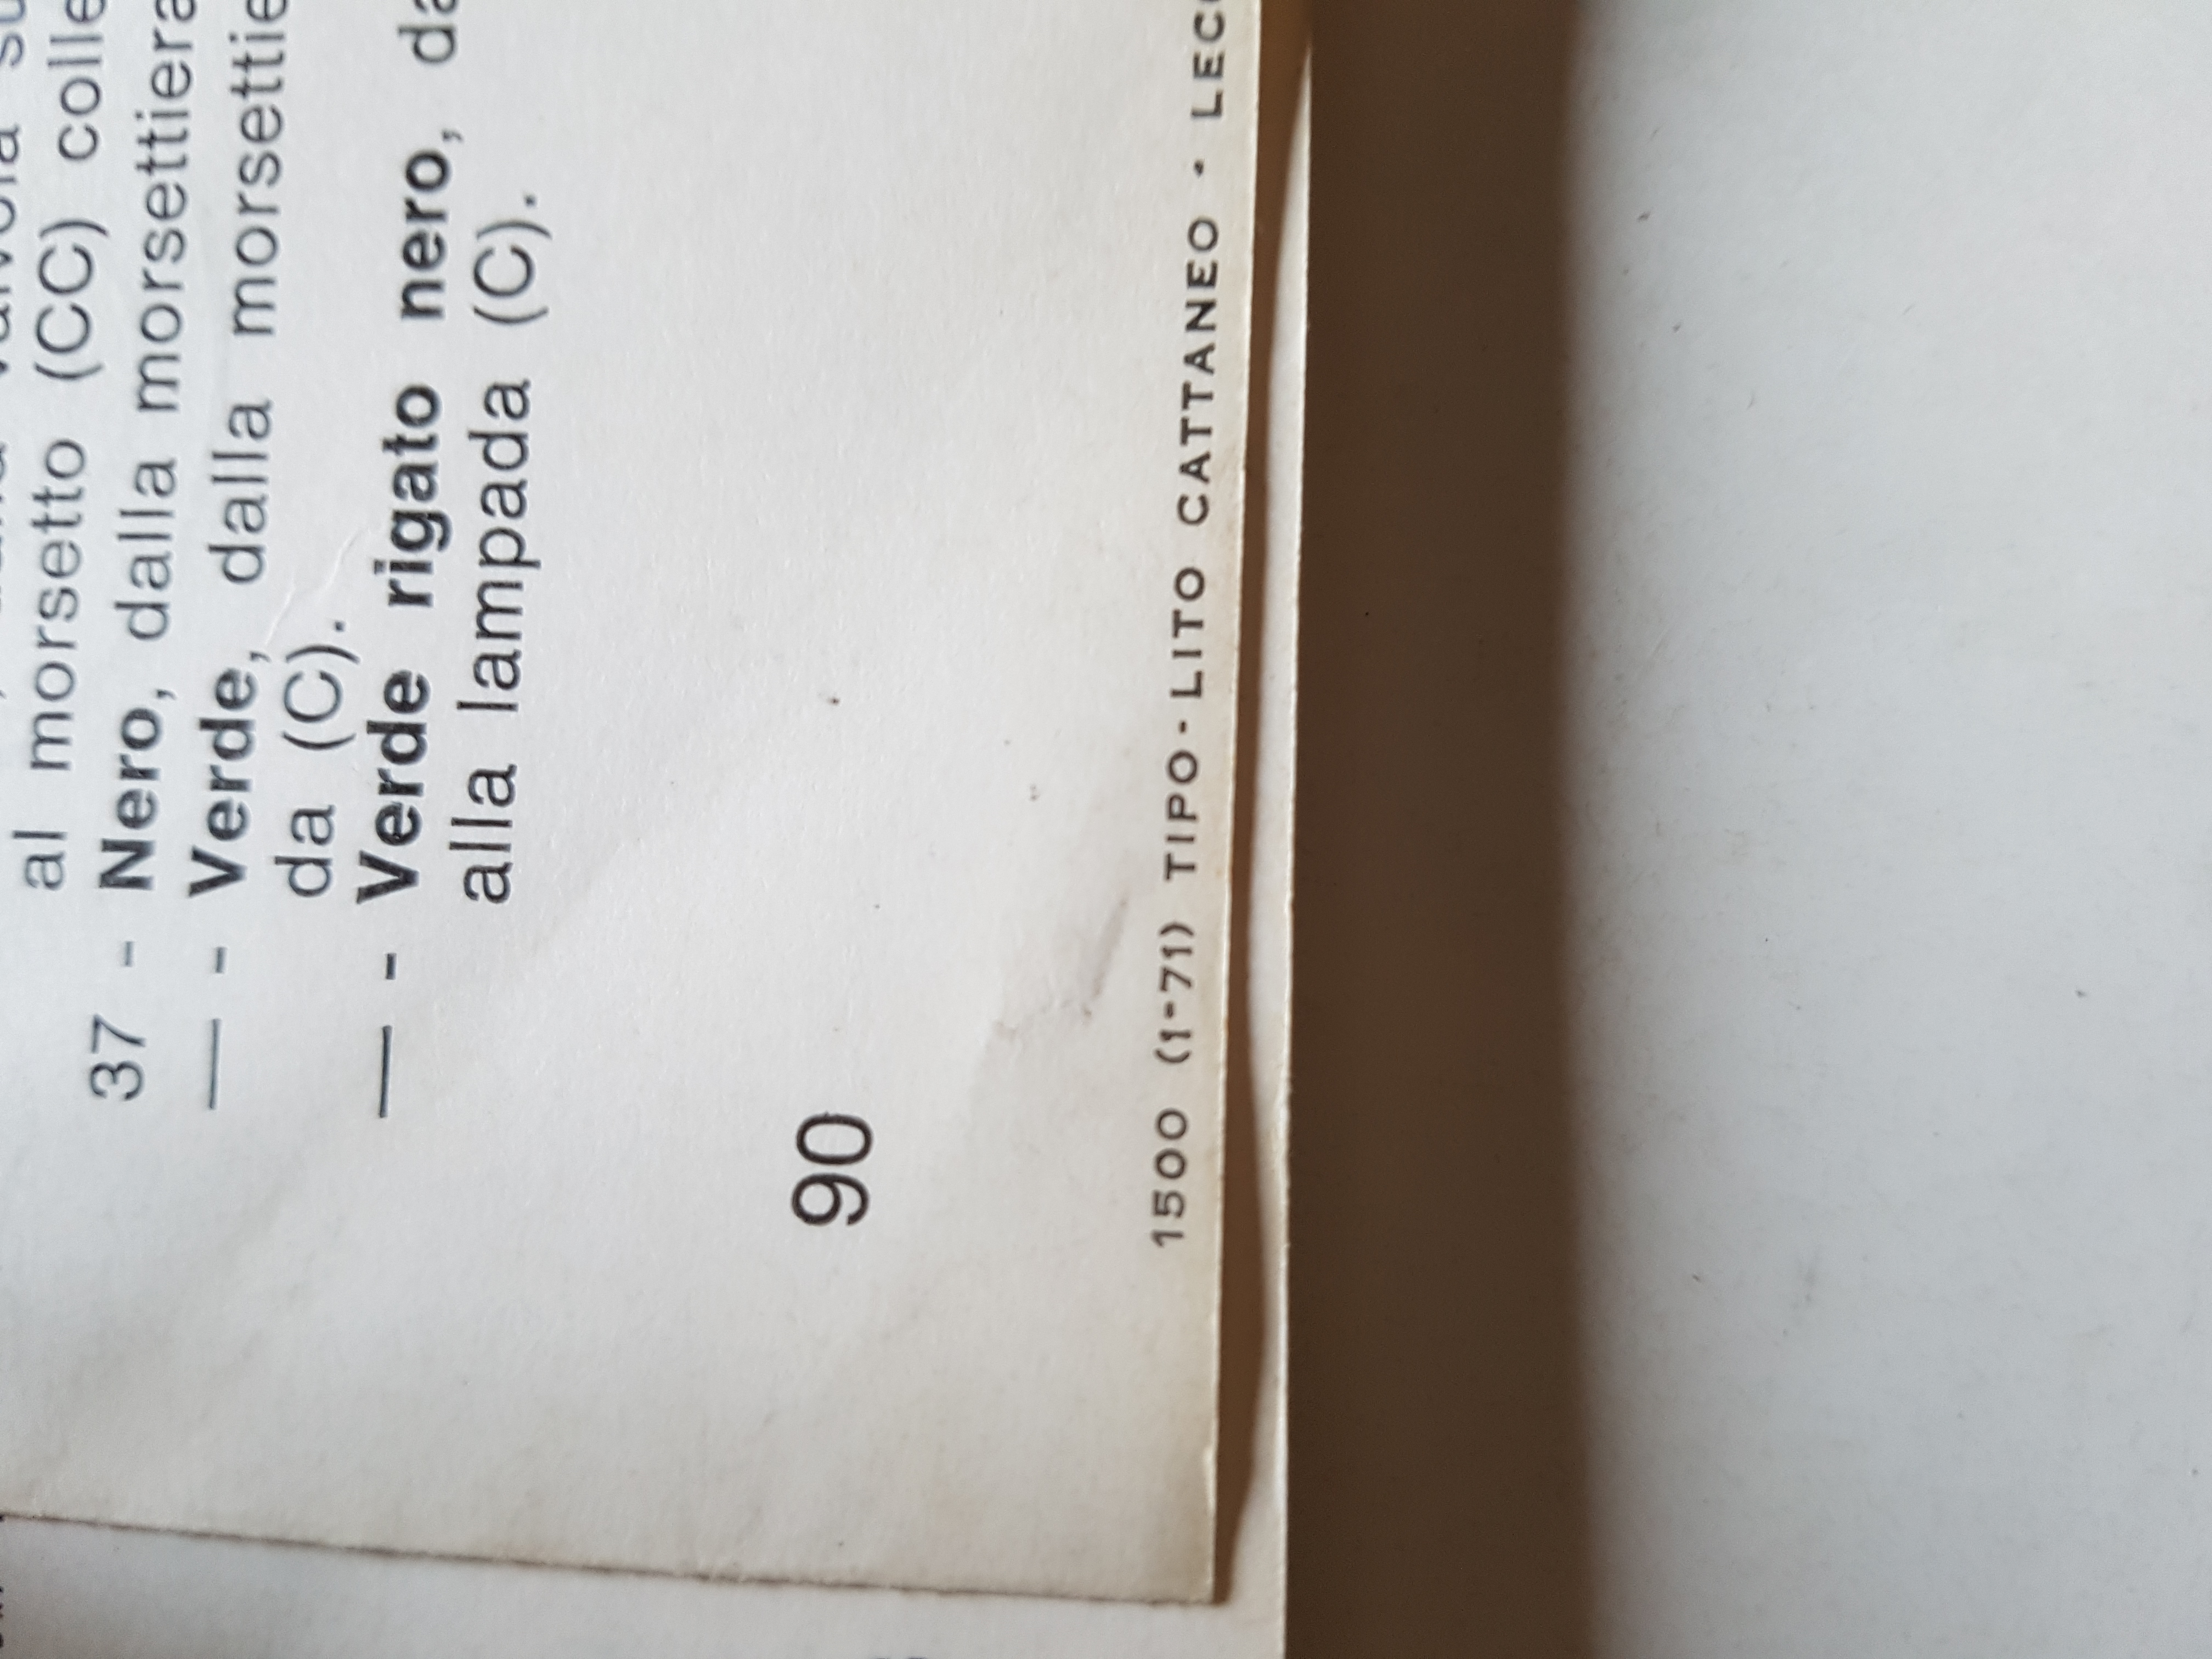 al morsetto (CC) colle
37 - Nero, dalla morsettiera
— - Verde, dalla morsettie
da (C).
— - Verde rigato nero, da
alla lampada (C).
90
1500 (1-71) TIPO-LITO CATTANEO - LECC